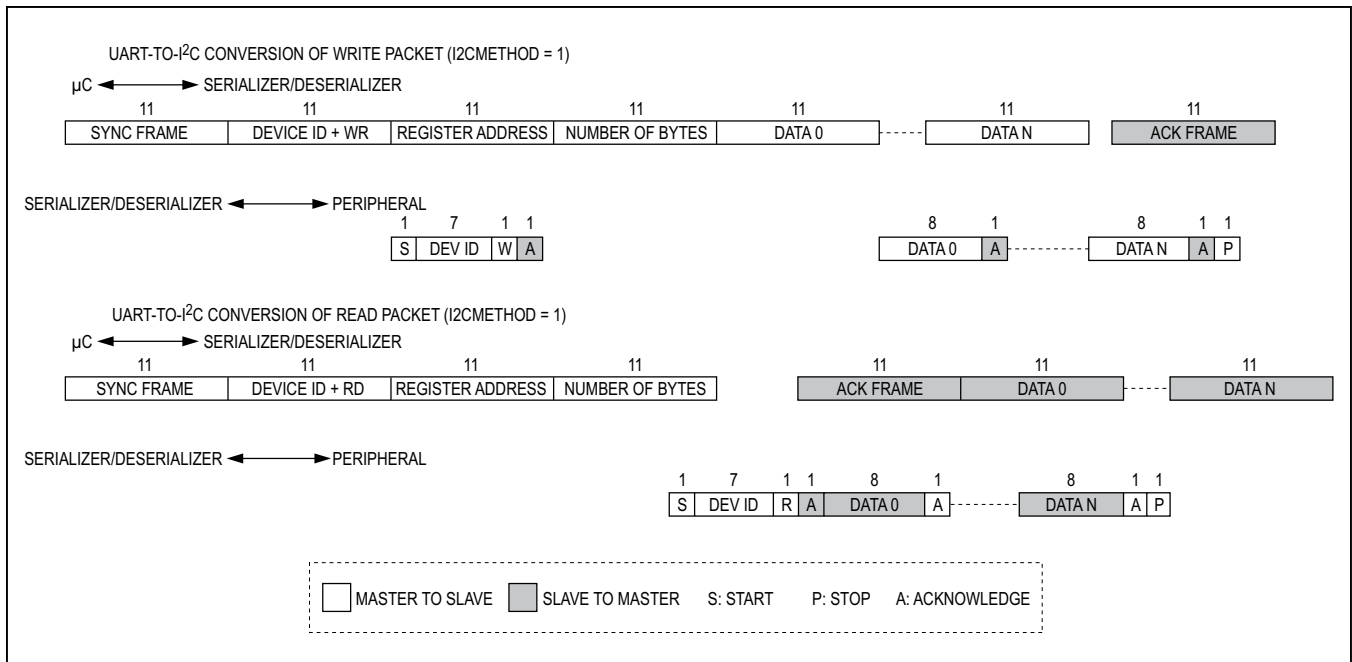 UART-TO-I²C CONVERSION OF WRITE PACKET (I2CMETHOD = 1)
µC SERIALIZER/DESERIALIZER
11 11 11 11 11 11 11
SYNC FRAME DEVICE ID + WR REGISTER ADDRESS NUMBER OF BYTES DATA 0 DATA N ACK FRAME
SERIALIZER/DESERIALIZER PERIPHERAL
1 7 1 1 8 1 8 1 1
S DEV ID W A DATA 0 A DATA N A P
UART-TO-I²C CONVERSION OF READ PACKET (I2CMETHOD = 1)
µC SERIALIZER/DESERIALIZER
11 11 11 11 11 11 11
SYNC FRAME DEVICE ID + RD REGISTER ADDRESS NUMBER OF BYTES ACK FRAME DATA 0 DATA N
SERIALIZER/DESERIALIZER PERIPHERAL
1 7 1 1 8 1 8 1 1
S DEV ID R A DATA 0 A DATA N A P
MASTER TO SLAVE SLAVE TO MASTER S: START P: STOP A: ACKNOWLEDGE